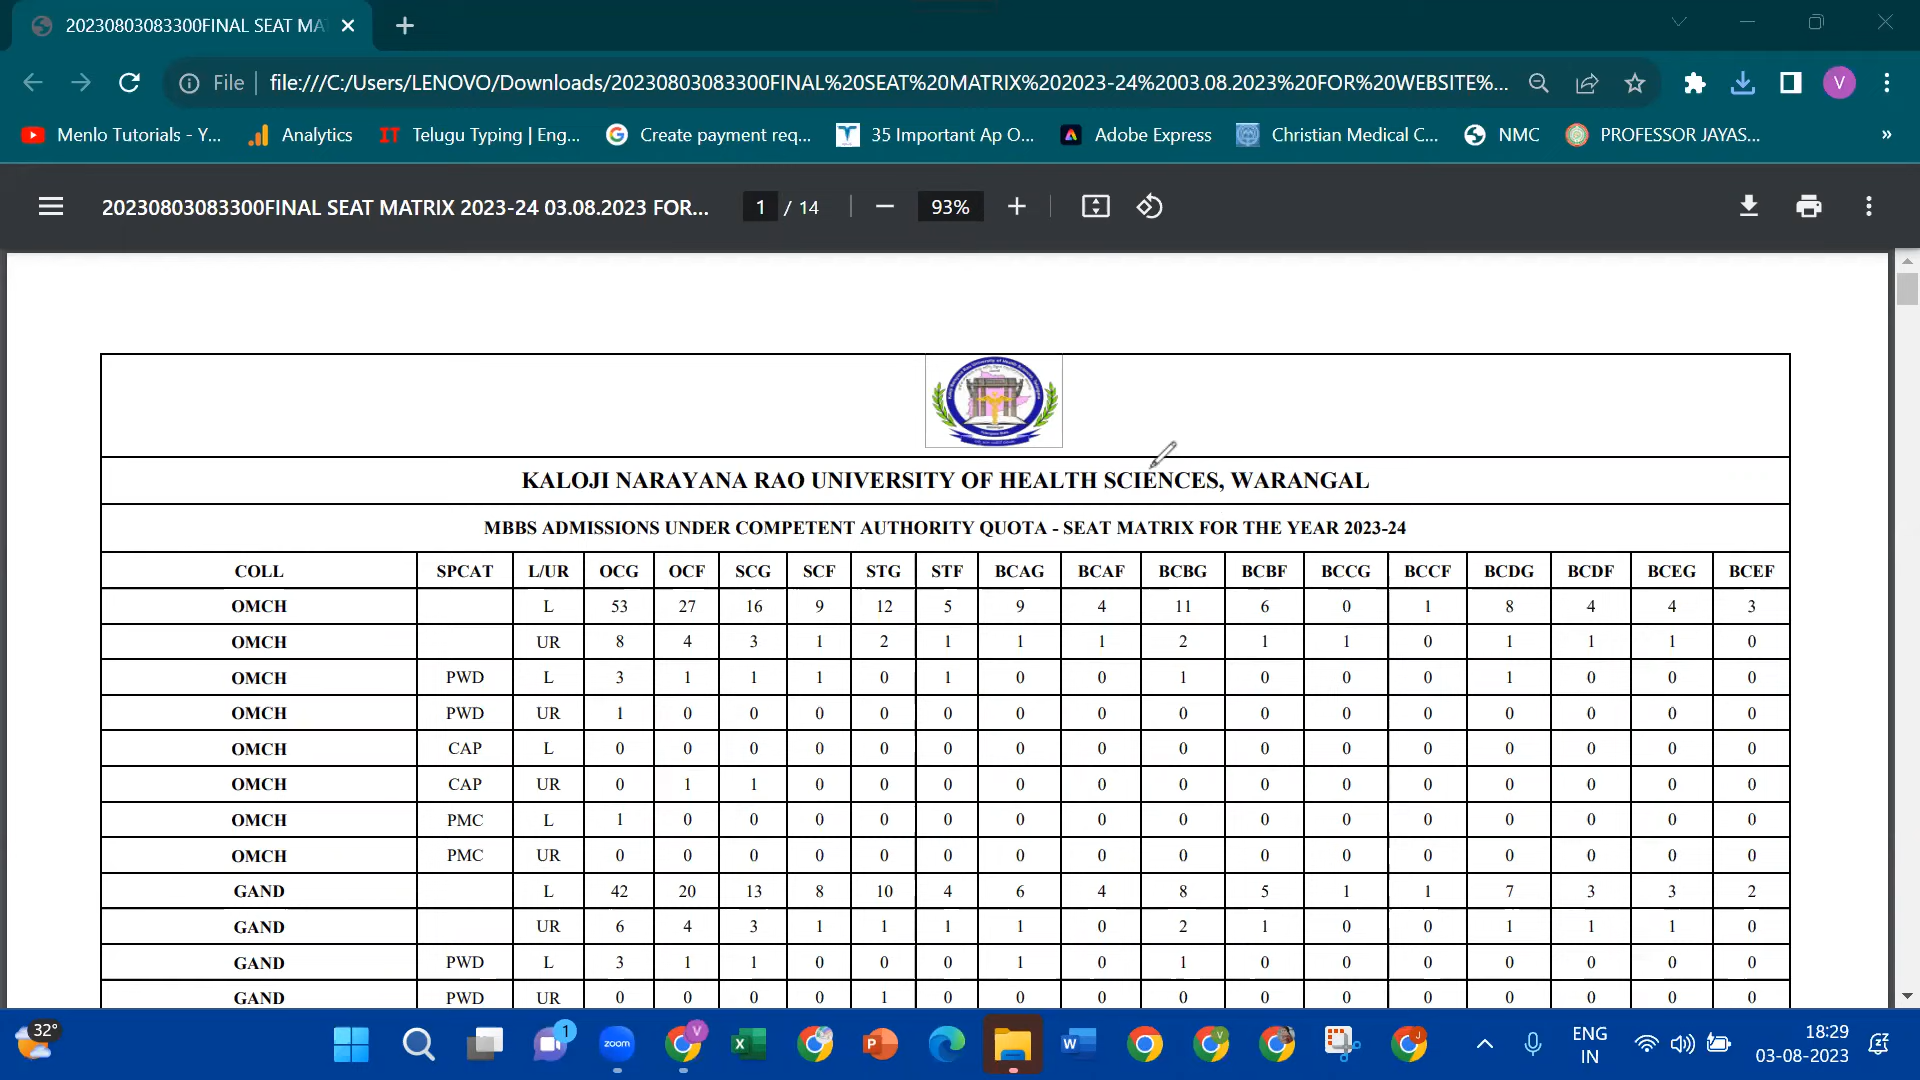 20230803083300FINAL SEAT MA
File
file:///C:/Users/LENOVO/Downloads/20230803083300FINAL%20SEAT%20MATRIX%202023-24%2003.08.2023%20FOR%20WEBSITE%...
V
Menlo Tutorials - Y...
Analytics
Telugu Typing | Eng...
Create payment req...
35 Important Ap O...
Adobe Express
Christian Medical C...
NMC
PROFESSOR JAYAS...
»
20230803083300FINAL SEAT MATRIX 2023-24 03.08.2023 FOR...
1 / 14
93%
KALOJI NARAYANA RAO UNIVERSITY OF HEALTH SCIENCES, WARANGAL
MBBS ADMISSIONS UNDER COMPETENT AUTHORITY QUOTA - SEAT MATRIX FOR THE YEAR 2023-24
COLL SPCAT L/UR OCG OCF SCG SCF STG STF BCAG BCAF BCBG BCBF BCCG BCCF BCDG BCDF BCEG BCEF
OMCH L 53 27 16 9 12 5 9 4 11 6 0 1 8 4 4 3
OMCH UR 8 4 3 1 2 1 1 1 2 1 1 0 1 1 1 0
OMCH PWD L 3 1 1 1 0 1 0 0 1 0 0 0 1 0 0 0
OMCH PWD UR 1 0 0 0 0 0 0 0 0 0 0 0 0 0 0 0
OMCH CAP L 0 0 0 0 0 0 0 0 0 0 0 0 0 0 0 0
OMCH CAP UR 0 1 1 0 0 0 0 0 0 0 0 0 0 0 0 0
OMCH PMC L 1 0 0 0 0 0 0 0 0 0 0 0 0 0 0 0
OMCH PMC UR 0 0 0 0 0 0 0 0 0 0 0 0 0 0 0 0
GAND L 42 20 13 8 10 4 6 4 8 5 1 1 7 3 3 2
GAND UR 6 4 3 1 1 1 1 0 2 1 0 0 1 1 1 0
GAND PWD L 3 1 1 0 0 0 1 0 1 0 0 0 0 0 0 0
GAND PWD UR 0 0 0 0 1 0 0 0 0 0 0 0 0 0 0 0
32°
1
zoom
V
ENG
IN
18:29
03-08-2023